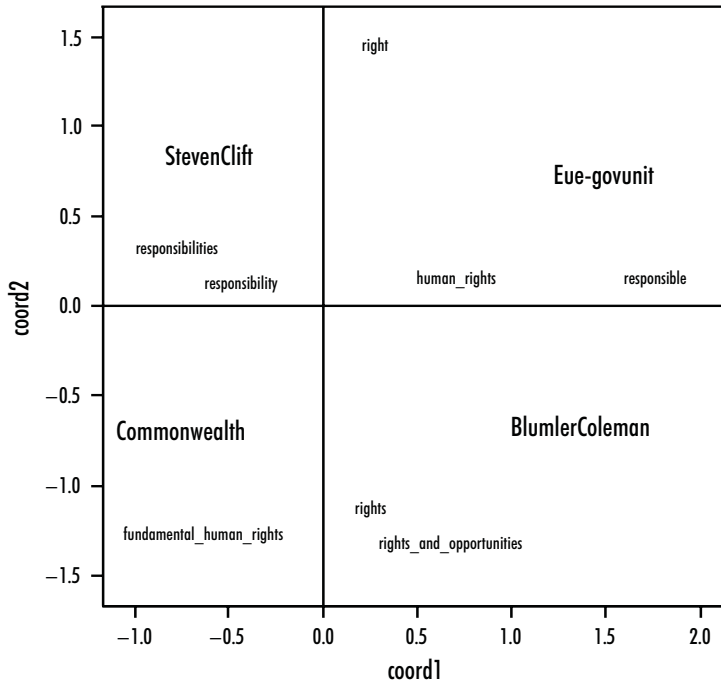 1.5
right
1.0
StevenClift
Eue-govunit
0.5
responsibilities
responsibility
human_rights
responsible
0.0
coord2
−0.5
Commonwealth
BlumlerColeman
−1.0
rights
fundamental_human_rights
rights_and_opportunities
−1.5
−1.0 −0.5 0.0 0.5 1.0 1.5 2.0
coord1